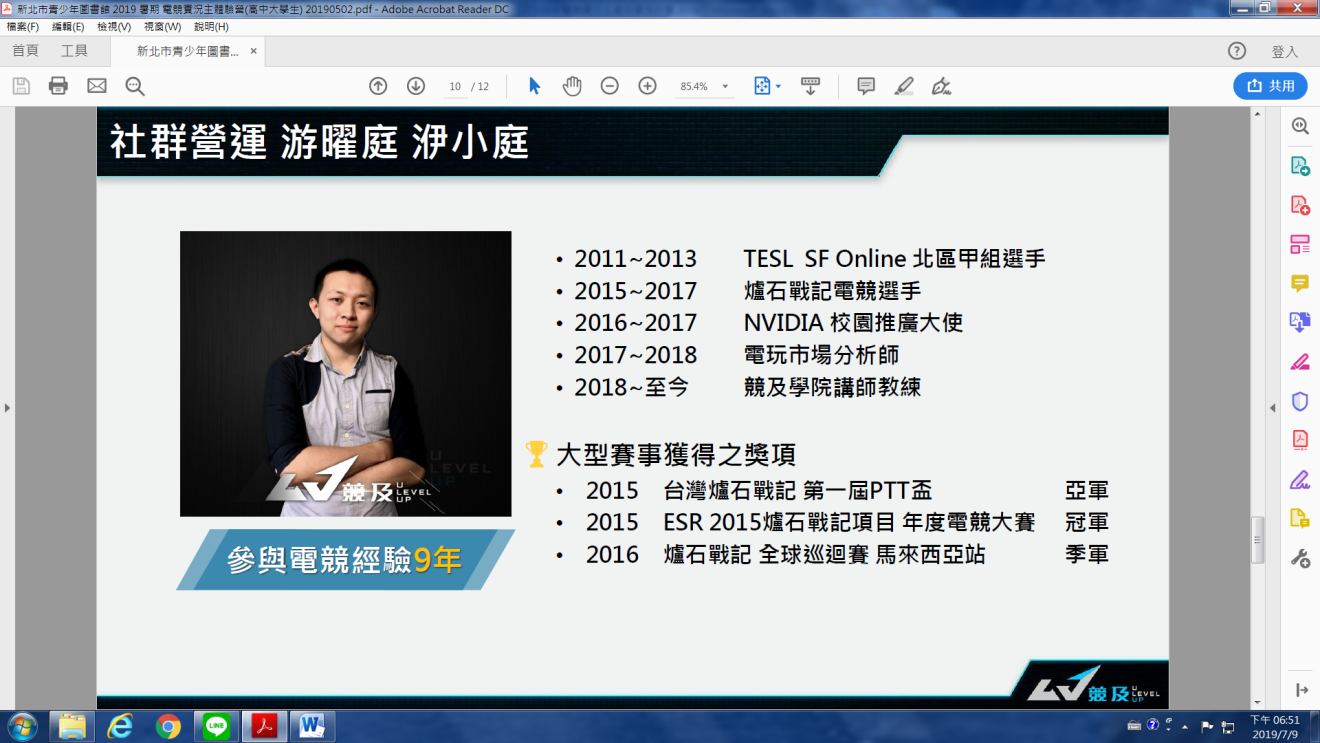 新北市青少年圖書館 2019 暑期 電競實況主體驗營(高中大學生) 20190502.pdf - Adobe Acrobat Reader DC
檔案(F) 編輯(E) 檢視(V) 視窗(W) 說明(H)
首頁 工具 新北市青少年圖書... × 登入
10 / 12 85.4% 共用
社群營運 游曜庭 洢小庭
• 2011~2013 TESL SF Online 北區甲組選手
• 2015~2017 爐石戰記電競選手
• 2016~2017 NVIDIA 校園推廣大使
• 2017~2018 電玩市場分析師
• 2018~至今 競及學院講師教練
U LEVEL UP
競及 U LEVEL UP
參與電競經驗9年
大型賽事獲得之獎項
• 2015 台灣爐石戰記 第一屆PTT盃 亞軍
• 2015 ESR 2015爐石戰記項目 年度電競大賽 冠軍
• 2016 爐石戰記 全球巡迴賽 馬來西亞站 季軍
競及 U LEVEL UP
LINE
下午 06:51
2019/7/9